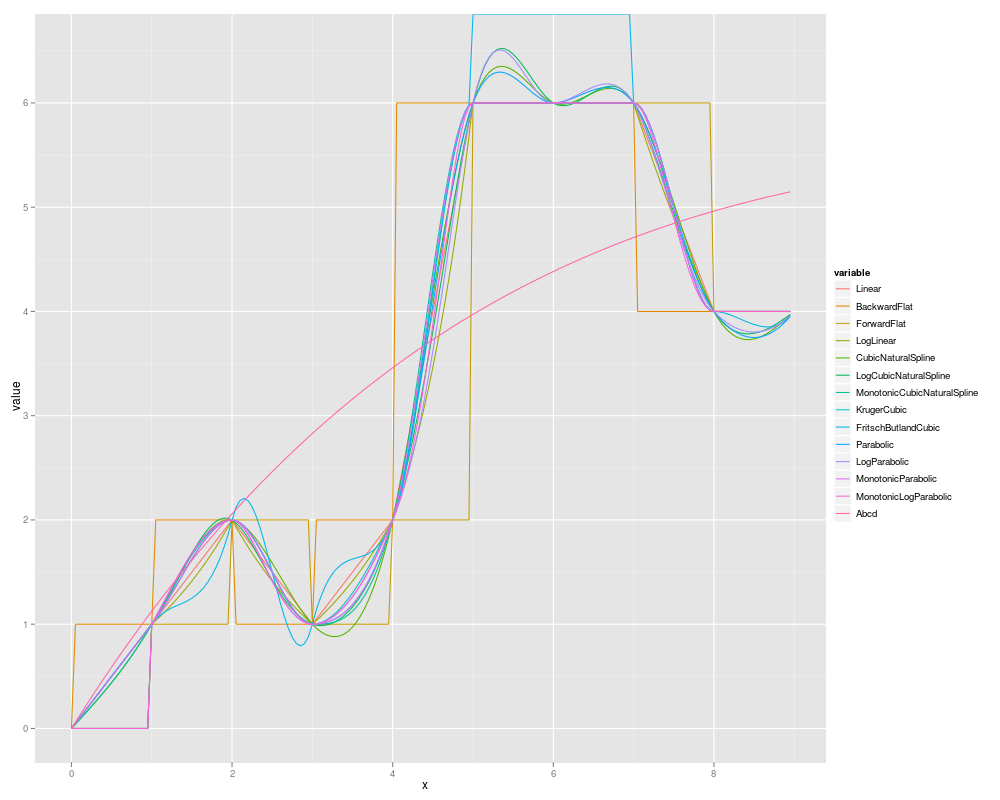 6
5
4
3
2
1
0
value
0
2
4
6
8
x
variable
Linear
BackwardFlat
ForwardFlat
LogLinear
CubicNaturalSpline
LogCubicNaturalSpline
MonotonicCubicNaturalSpline
KrugerCubic
FritschButlandCubic
Parabolic
LogParabolic
MonotonicParabolic
MonotonicLogParabolic
Abcd